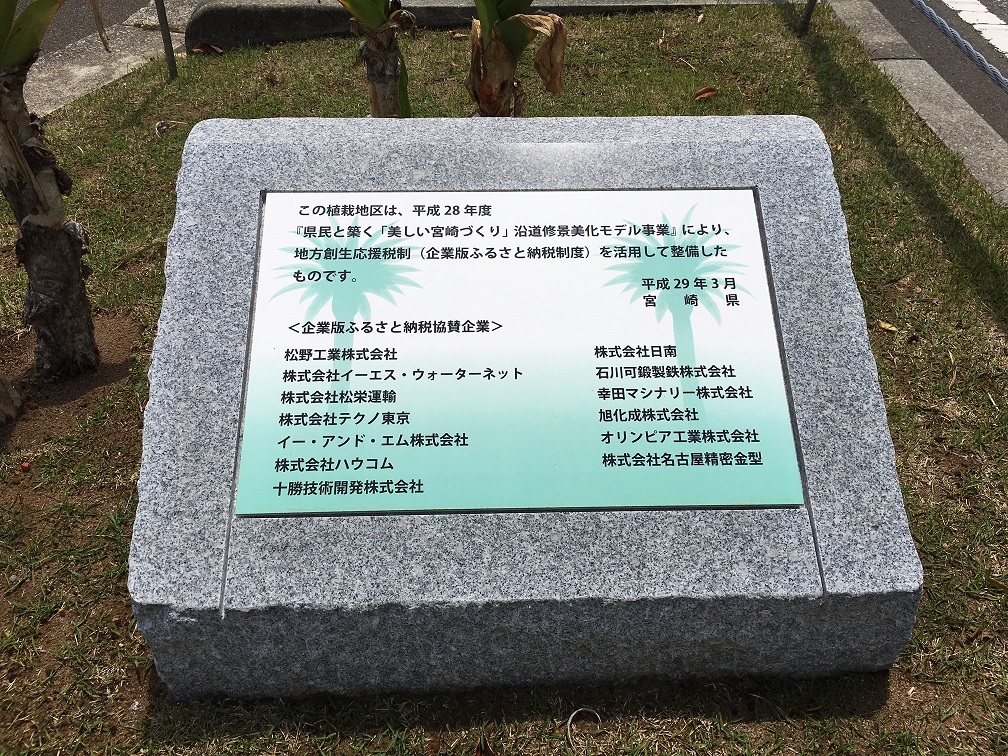 この植栽地区は、平成28年度
『県民と築く「美しい宮崎づくり」沿道修景美化モデル事業』により、
地方創生応援税制（企業版ふるさと納税制度）を活用して整備した
ものです。
平成29年3月
宮崎県
＜企業版ふるさと納税協賛企業＞
松野工業株式会社
株式会社イーエス・ウォーターネット
株式会社松栄運輸
株式会社テクノ東京
イー・アンド・エム株式会社
株式会社ハウコム
十勝技術開発株式会社
株式会社日南
石川可鍛製鉄株式会社
幸田マシナリー株式会社
旭化成株式会社
オリンピア工業株式会社
株式会社名古屋精密金型